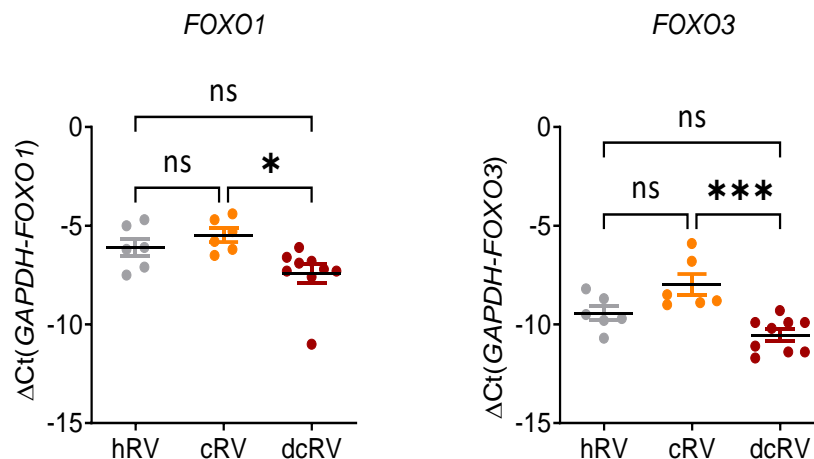 FOXO1
ns
ns *
0
-5
-10
-15
ΔCt(GAPDH-FOXO1)
hRV cRV dcRV
FOXO3
ns
ns ***
0
-5
-10
-15
ΔCt(GAPDH-FOXO3)
hRV cRV dcRV